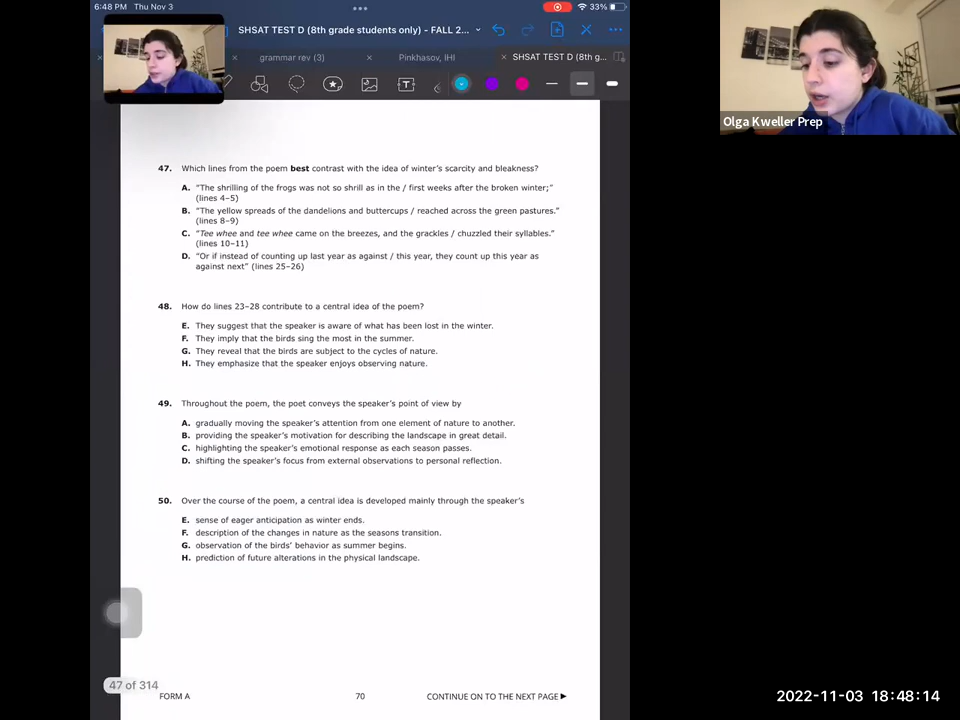 6:48 PM Thu Nov 3
33%
SHSAT TEST D (8th grade students only) - FALL 2...
grammar rev (3)
Pinkhasov, IHI
SHSAT TEST D (8th g...
Olga Kweller Prep
47. Which lines from the poem best contrast with the idea of winter's scarcity and bleakness?
A. "The shrilling of the frogs was not so shrill as in the / first weeks after the broken winter;"
(lines 4–5)
B. "The yellow spreads of the dandelions and buttercups / reached across the green pastures."
(lines 8–9)
C. "Tee whee and tee whee came on the breezes, and the grackles / chuzzled their syllables."
(lines 10–11)
D. "Or if instead of counting up last year as against / this year, they count up this year as
against next" (lines 25–26)
48. How do lines 23–28 contribute to a central idea of the poem?
E. They suggest that the speaker is aware of what has been lost in the winter.
F. They imply that the birds sing the most in the summer.
G. They reveal that the birds are subject to the cycles of nature.
H. They emphasize that the speaker enjoys observing nature.
49. Throughout the poem, the poet conveys the speaker's point of view by
A. gradually moving the speaker's attention from one element of nature to another.
B. providing the speaker's motivation for describing the landscape in great detail.
C. highlighting the speaker's emotional response as each season passes.
D. shifting the speaker's focus from external observations to personal reflection.
50. Over the course of the poem, a central idea is developed mainly through the speaker's
E. sense of eager anticipation as winter ends.
F. description of the changes in nature as the seasons transition.
G. observation of the birds' behavior as summer begins.
H. prediction of future alterations in the physical landscape.
47 of 314
FORM A
70
CONTINUE ON TO THE NEXT PAGE
2022-11-03 18:48:14